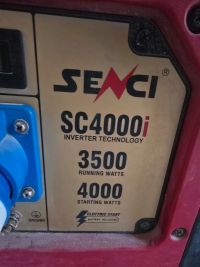 SENCI®
SC4000i
INVERTER TECHNOLOGY
3500
RUNNING WATTS
4000
STARTING WATTS
ELECTRIC START